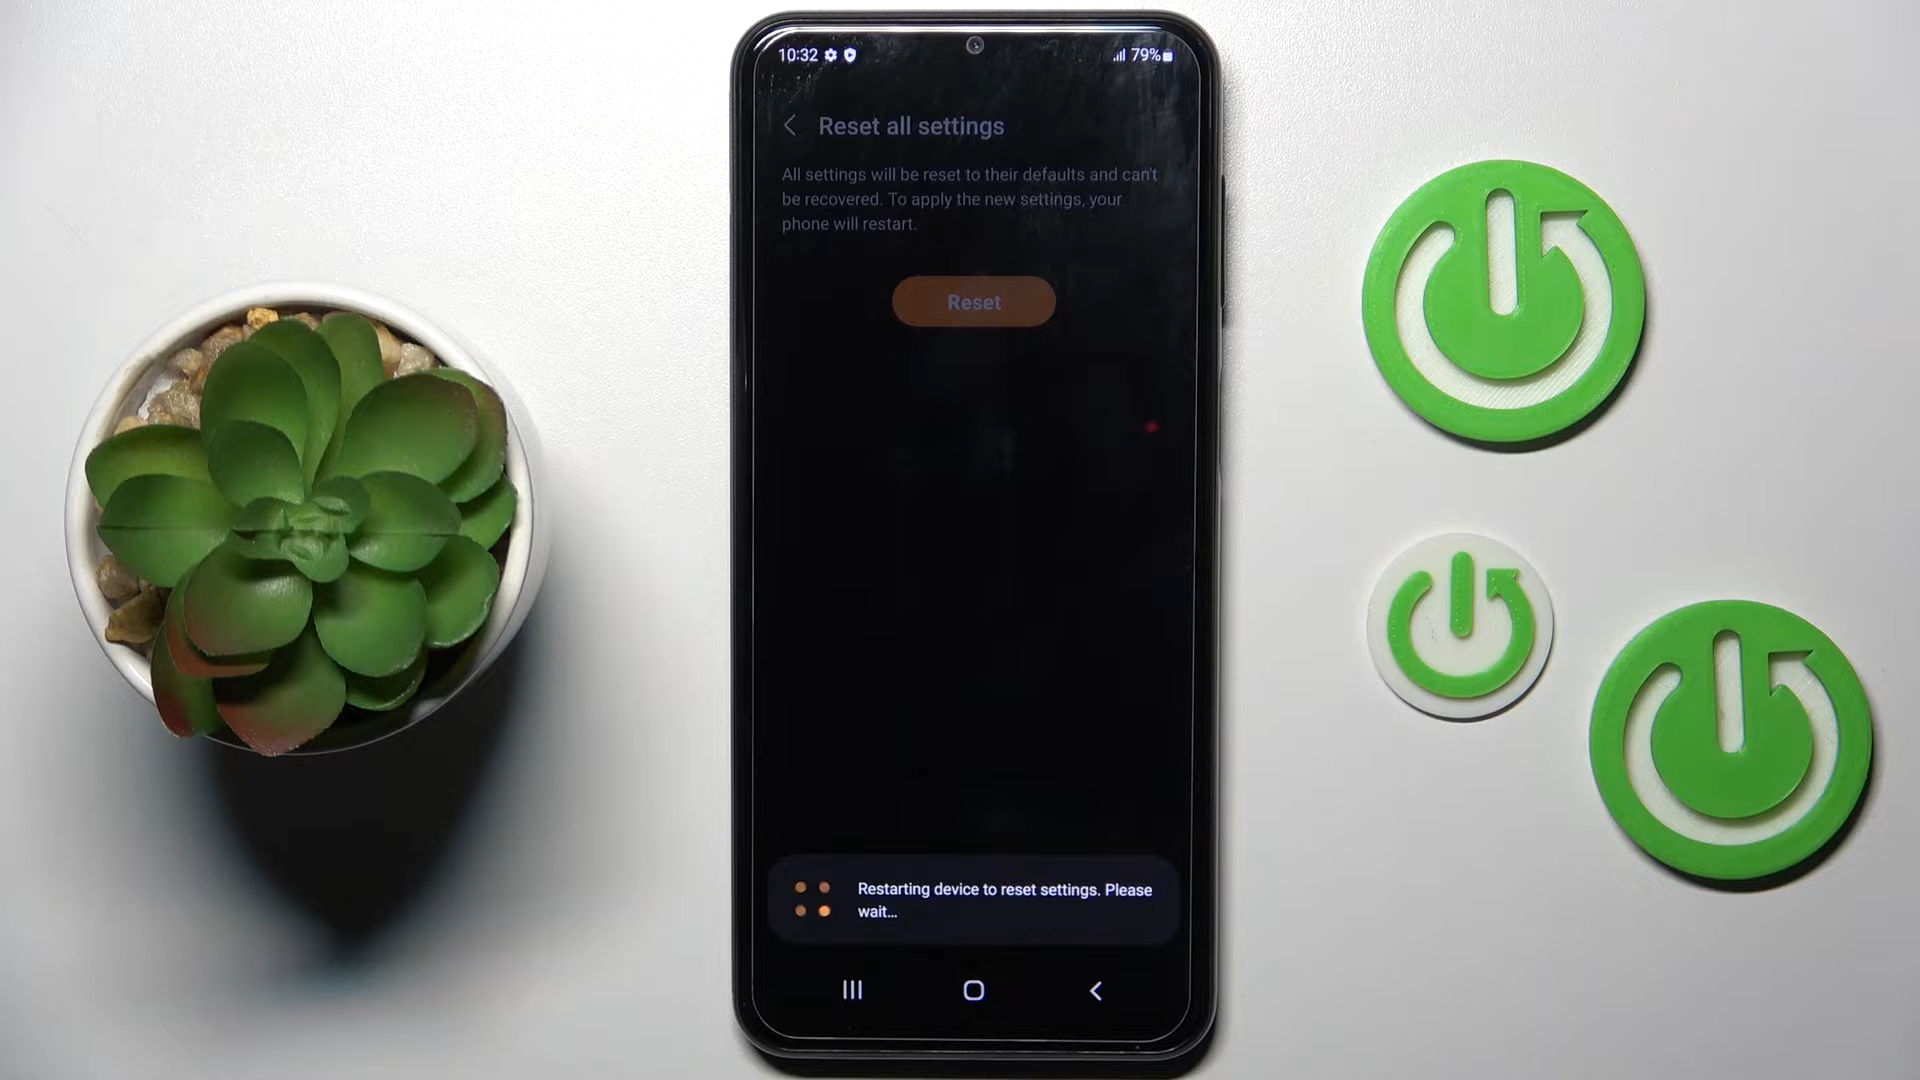 10:32
79%
Reset all settings
All settings will be reset to their defaults and can't
be recovered. To apply the new settings, your
phone will restart.
Reset
Restarting device to reset settings. Please
wait...